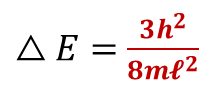 △ E = 3h² / 8mℓ²